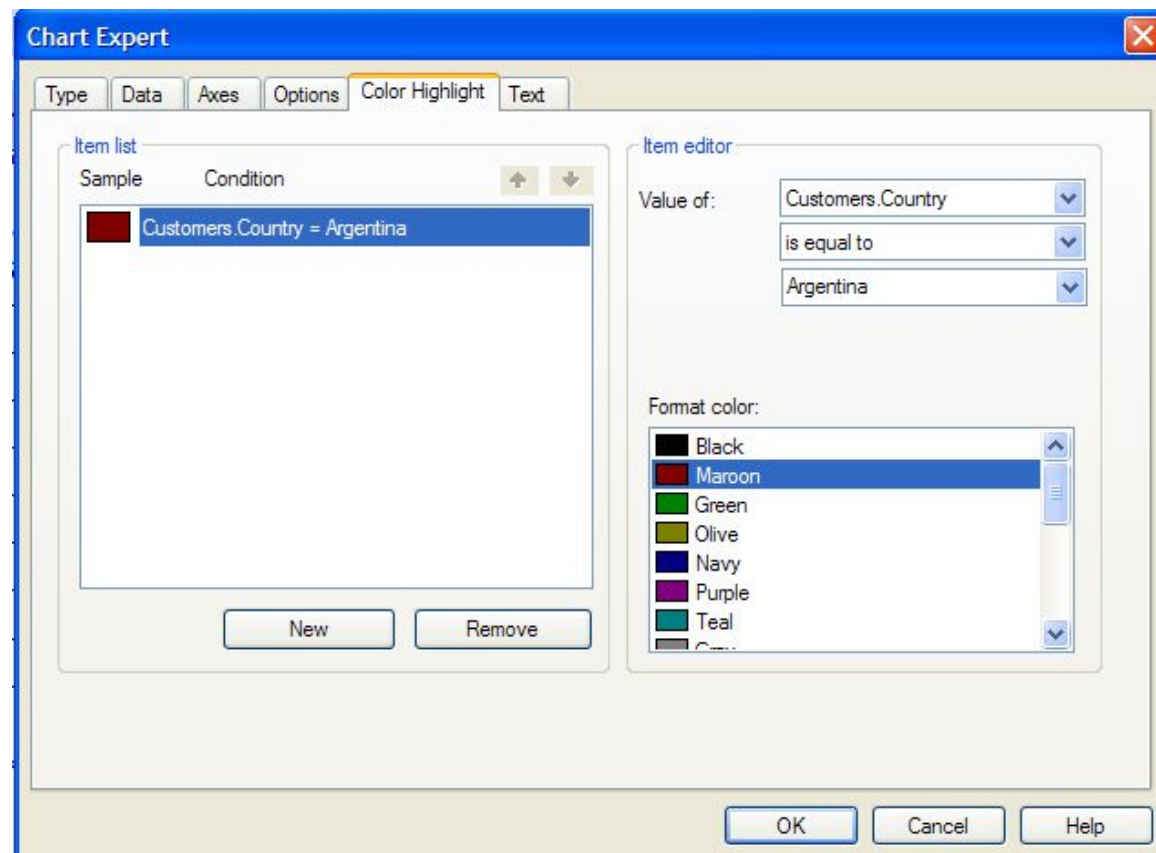 Chart Expert
Type Data Axes Options Color Highlight Text
Item list
Sample Condition
Customers.Country = Argentina
New Remove
Item editor
Value of: Customers.Country
is equal to
Argentina
Format color:
Black
Maroon
Green
Olive
Navy
Purple
Teal
OK Cancel Help